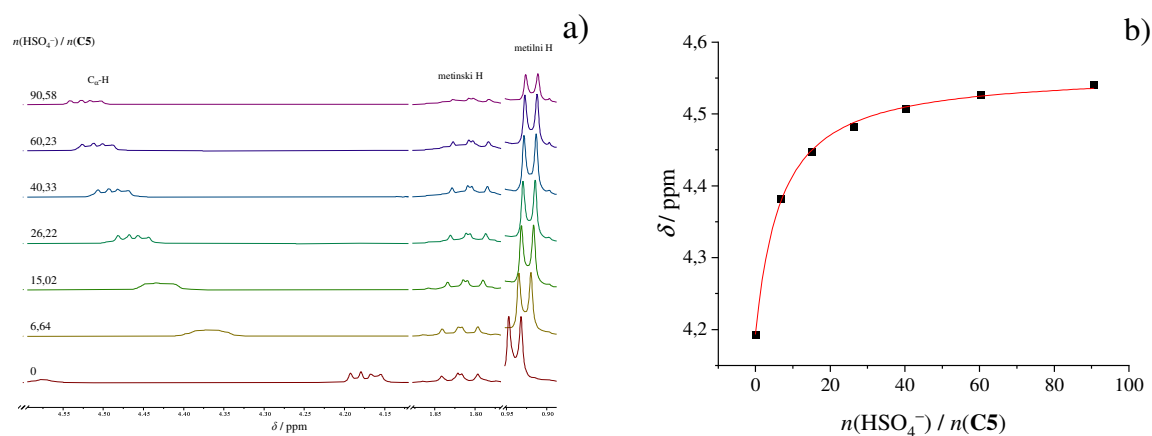 a)
n(HSO₄⁻) / n(C5)
metilni H
Cα-H
metinski H
90,58
60,23
40,33
26,22
15,02
6,64
0
4.55 4.50 4.45 4.40 4.35 4.30 4.25 4.20 4.15 1.85 1.80 0.95 0.90
δ / ppm
b)
4,6
4,5
4,4
4,3
4,2
δ / ppm
0 20 40 60 80 100
n(HSO₄⁻) / n(C5)